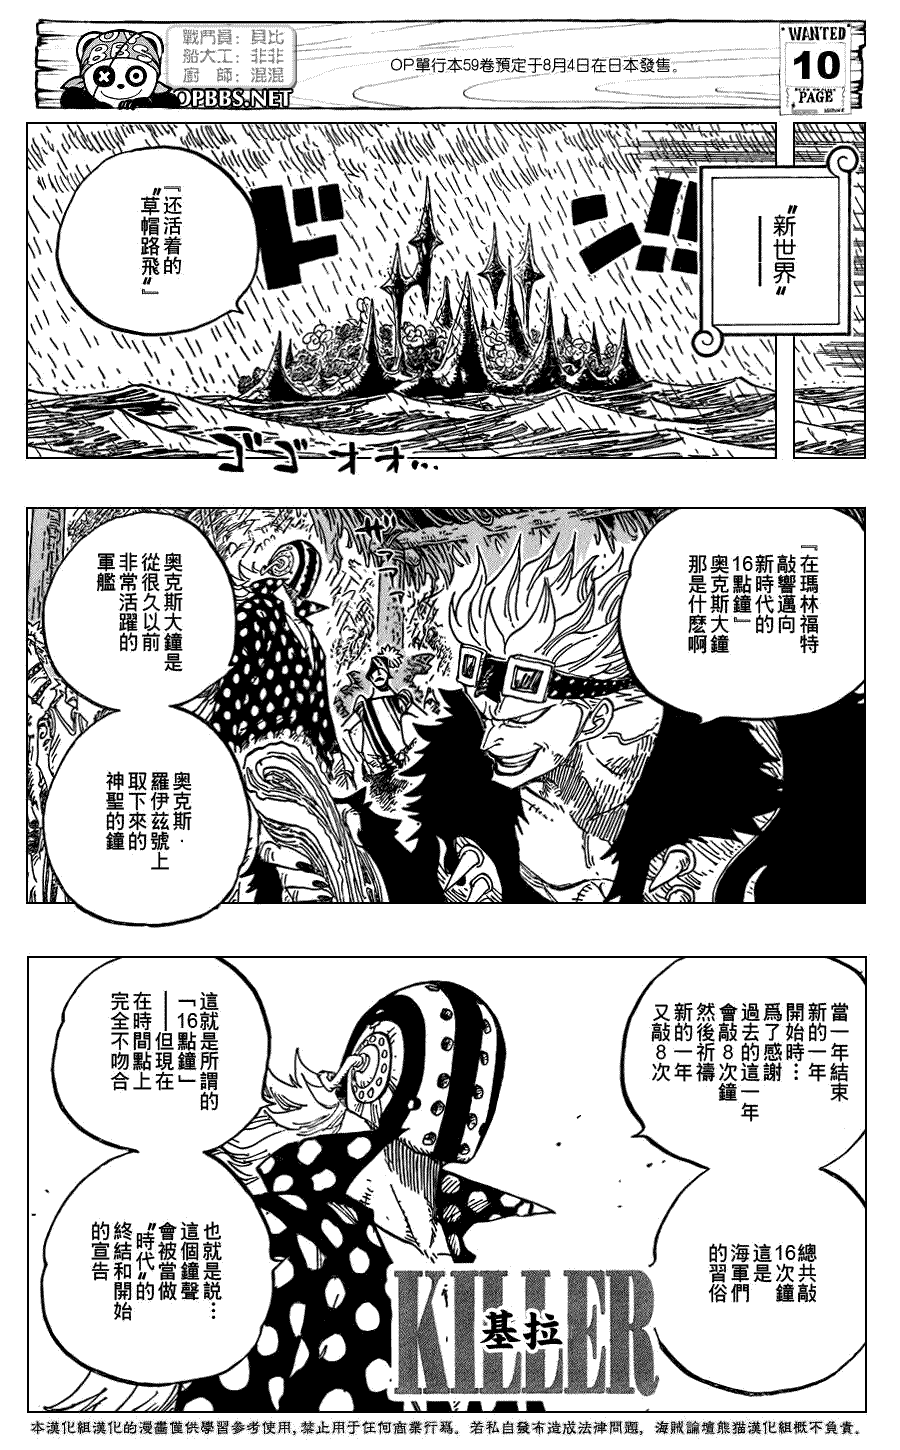 戰鬥員：貝比
船大工：非非
廚　師：混混
OPBBS.NET
OP單行本59卷預定于8月4日在日本發售。
WANTED
10
PAGE
〝新世界〞
——
ドン!!
『还活着的
〝草帽路飛〞』
ゴゴオオ…
『在瑪林福特
敲響邁向
新時代的
16點鐘』
奧克斯大鐘
那是什麽啊
奧克斯大鐘是
從很久以前
非常活躍的
軍艦
奧克斯·
羅伊茲號上
取下來的
神聖的鐘
當一年結束
新的一年
開始時…
爲了感謝
過去的這一年
會敲8次鐘
然後祈禱
新的一年
又敲8次
總共敲
16次鐘
這是
海軍們
的習俗
這就是所謂的
「16點鐘」
——但現在
在時間點上
完全不吻合
也就是說…
這個鐘聲
會被當做
〝時代〞的
終結和開始
的宣告
KILLER
基拉
本漢化組漢化的漫畫僅供學習參考使用,禁止用于任何商業行爲。若私自發布造成法律問題，海賊論壇熊猫漢化組概不負責。